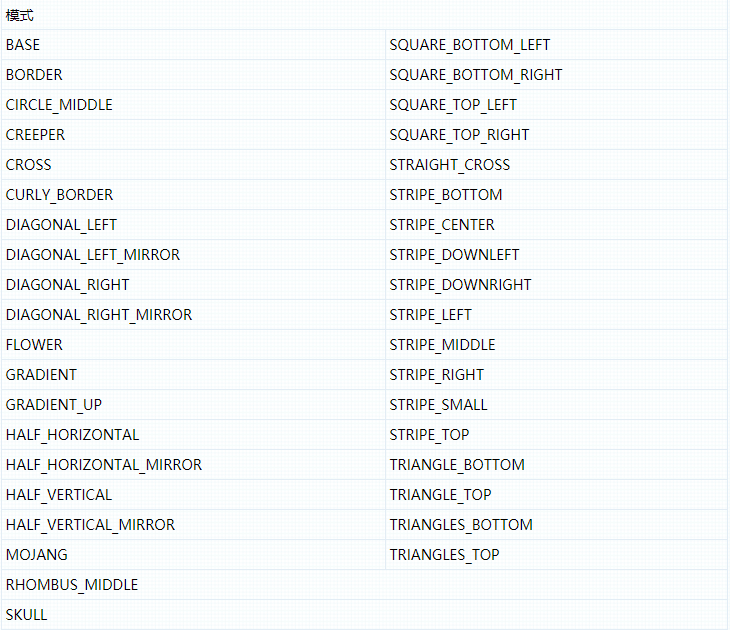 模式
BASE SQUARE_BOTTOM_LEFT
BORDER SQUARE_BOTTOM_RIGHT
CIRCLE_MIDDLE SQUARE_TOP_LEFT
CREEPER SQUARE_TOP_RIGHT
CROSS STRAIGHT_CROSS
CURLY_BORDER STRIPE_BOTTOM
DIAGONAL_LEFT STRIPE_CENTER
DIAGONAL_LEFT_MIRROR STRIPE_DOWNLEFT
DIAGONAL_RIGHT STRIPE_DOWNRIGHT
DIAGONAL_RIGHT_MIRROR STRIPE_LEFT
FLOWER STRIPE_MIDDLE
GRADIENT STRIPE_RIGHT
GRADIENT_UP STRIPE_SMALL
HALF_HORIZONTAL STRIPE_TOP
HALF_HORIZONTAL_MIRROR TRIANGLE_BOTTOM
HALF_VERTICAL TRIANGLE_TOP
HALF_VERTICAL_MIRROR TRIANGLES_BOTTOM
MOJANG TRIANGLES_TOP
RHOMBUS_MIDDLE
SKULL